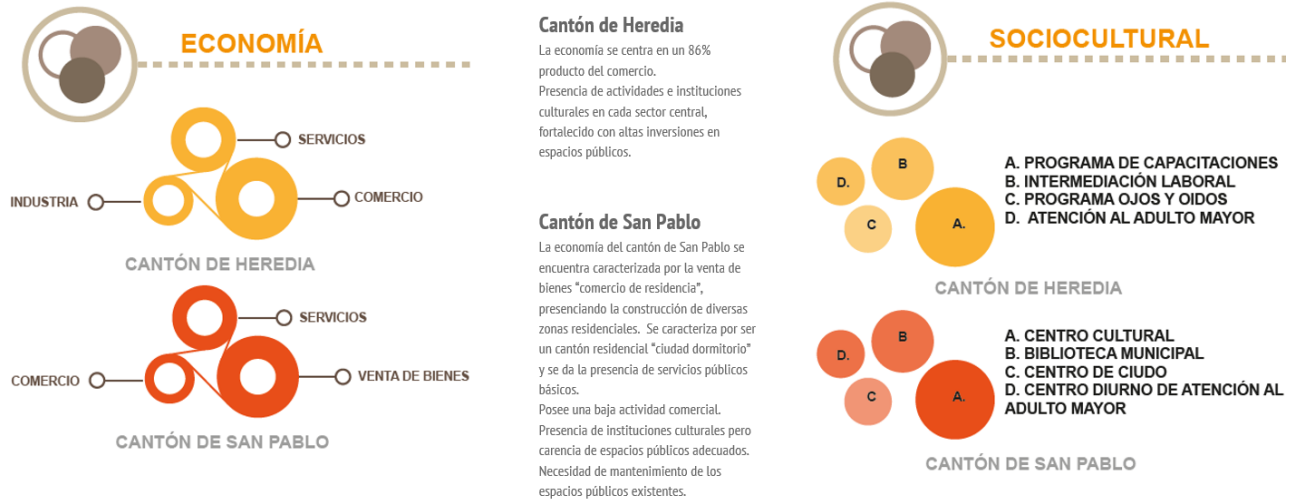 ECONOMÍA
SERVICIOS
INDUSTRIA
COMERCIO
CANTÓN DE HEREDIA
SERVICIOS
COMERCIO
VENTA DE BIENES
CANTÓN DE SAN PABLO
Cantón de Heredia
La economía se centra en un 86%
producto del comercio.
Presencia de actividades e instituciones
culturales en cada sector central,
fortalecido con altas inversiones en
espacios públicos.
Cantón de San Pablo
La economía del cantón de San Pablo se
encuentra caracterizada por la venta de
bienes “comercio de residencia”,
presenciando la construcción de diversas
zonas residenciales. Se caracteriza por ser
un cantón residencial “ciudad dormitorio”
y se da la presencia de servicios públicos
básicos.
Posee una baja actividad comercial.
Presencia de instituciones culturales pero
carencia de espacios públicos adecuados.
Necesidad de mantenimiento de los
espacios públicos existentes.
SOCIOCULTURAL
B
D.
C
A.
A. PROGRAMA DE CAPACITACIONES
B. INTERMEDIACIÓN LABORAL
C. PROGRAMA OJOS Y OIDOS
D. ATENCIÓN AL ADULTO MAYOR
CANTÓN DE HEREDIA
B
D.
C
A.
A. CENTRO CULTURAL
B. BIBLIOTECA MUNICIPAL
C. CENTRO DE CIUDO
D. CENTRO DIURNO DE ATENCIÓN AL
ADULTO MAYOR
CANTÓN DE SAN PABLO